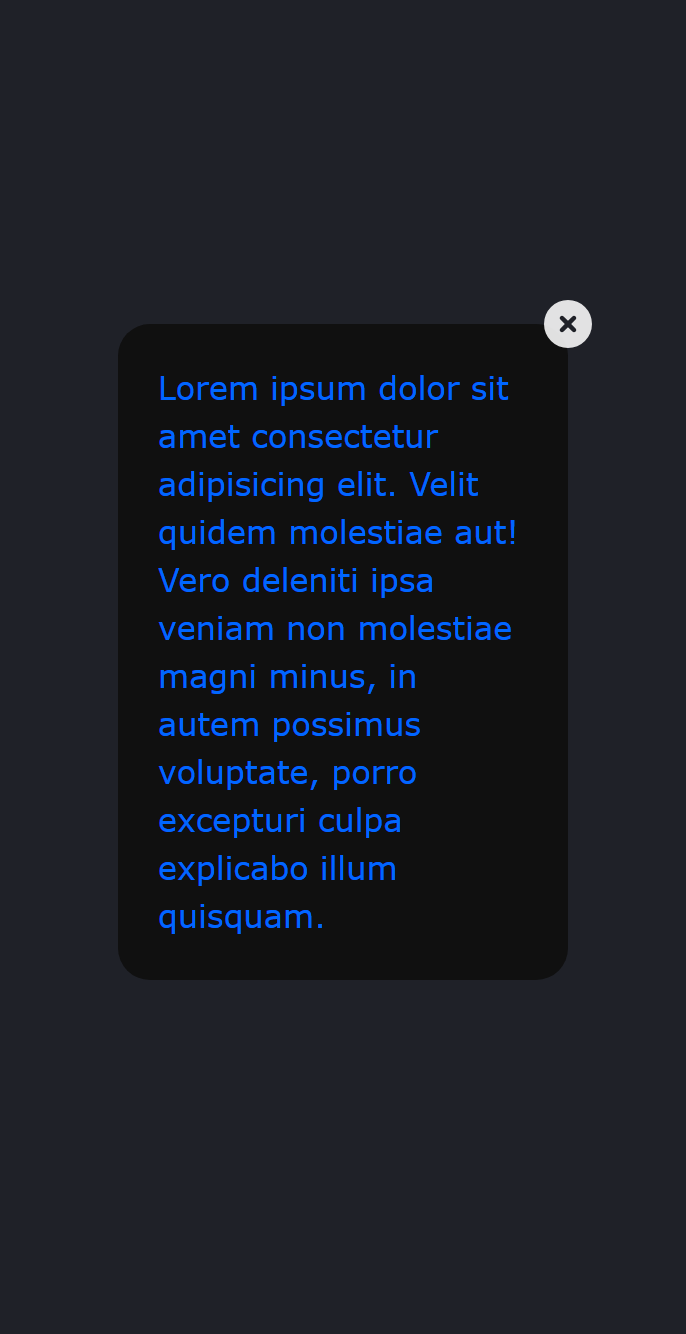 Lorem ipsum dolor sit
amet consectetur
adipisicing elit. Velit
quidem molestiae aut!
Vero deleniti ipsa
veniam non molestiae
magni minus, in
autem possimus
voluptate, porro
excepturi culpa
explicabo illum
quisquam.